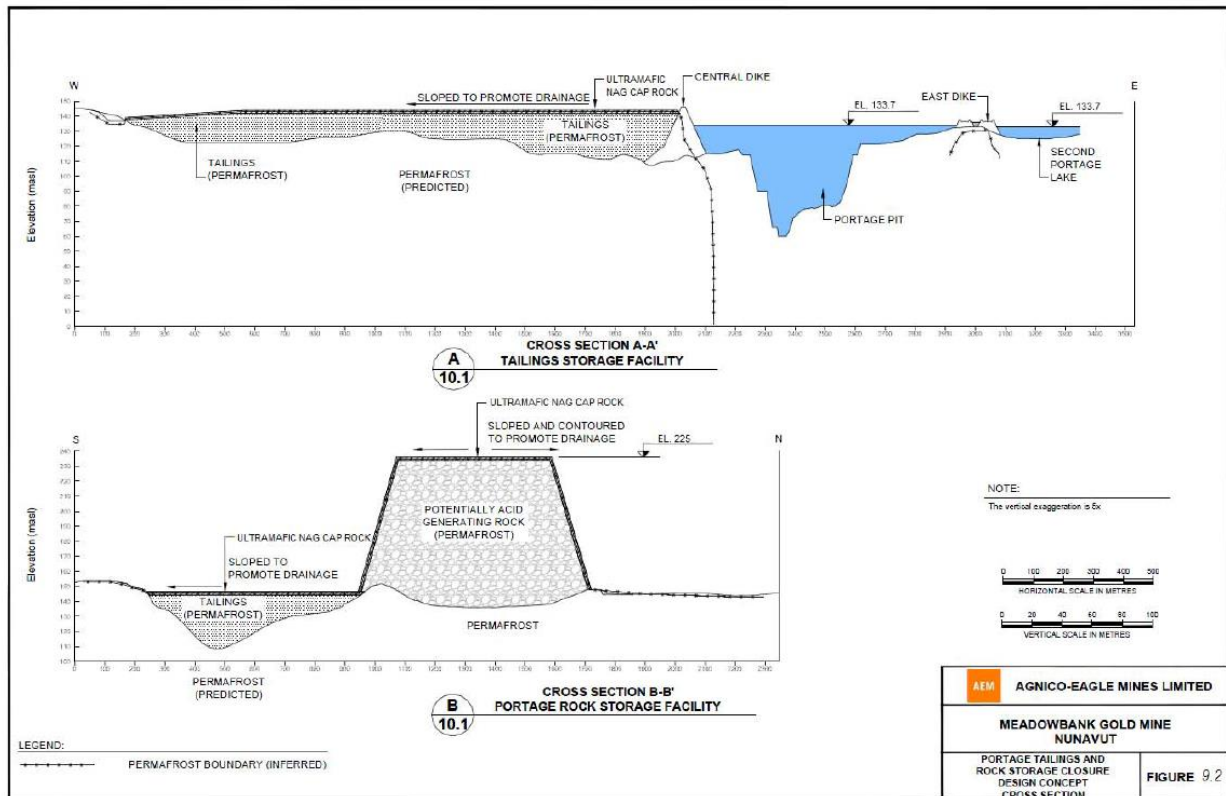 W
E
ULTRAMAFIC
NAG CAP ROCK
CENTRAL DIKE
SLOPED TO PROMOTE DRAINAGE
EL. 133.7
EAST DIKE
EL. 133.7
TAILINGS
(PERMAFROST)
TAILINGS
(PERMAFROST)
PERMAFROST
(PREDICTED)
SECOND
PORTAGE
LAKE
PORTAGE PIT
Elevation (masl)
A
10.1
CROSS SECTION A-A'
TAILINGS STORAGE FACILITY
ULTRAMAFIC NAG CAP ROCK
SLOPED AND CONTOURED
TO PROMOTE DRAINAGE
EL. 225
S
N
POTENTIALLY ACID
GENERATING ROCK
(PERMAFROST)
ULTRAMAFIC NAG CAP ROCK
SLOPED TO
PROMOTE DRAINAGE
TAILINGS
(PERMAFROST)
PERMAFROST
PERMAFROST
(PREDICTED)
Elevation (masl)
B
10.1
CROSS SECTION B-B'
PORTAGE ROCK STORAGE FACILITY
NOTE:
The vertical exaggeration is 5x
0 100 200 300 400 500
HORIZONTAL SCALE IN METRES
0 20 40 60 80 100
VERTICAL SCALE IN METRES
LEGEND:
PERMAFROST BOUNDARY (INFERRED)
AEM AGNICO-EAGLE MINES LIMITED
MEADOWBANK GOLD MINE
NUNAVUT
PORTAGE TAILINGS AND
ROCK STORAGE CLOSURE
DESIGN CONCEPT
CROSS SECTION
FIGURE 9.2